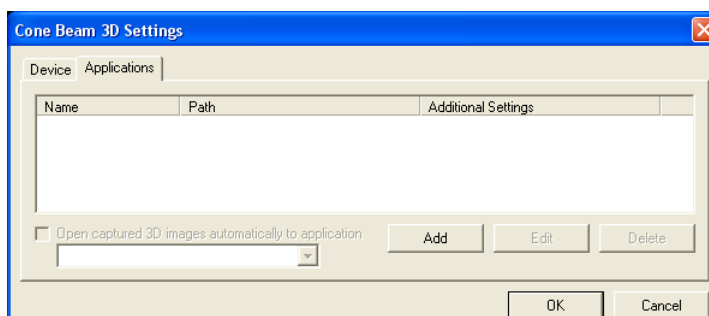 Cone Beam 3D Settings
Device Applications
Name Path Additional Settings
Open captured 3D images automatically to application Add Edit Delete
OK Cancel